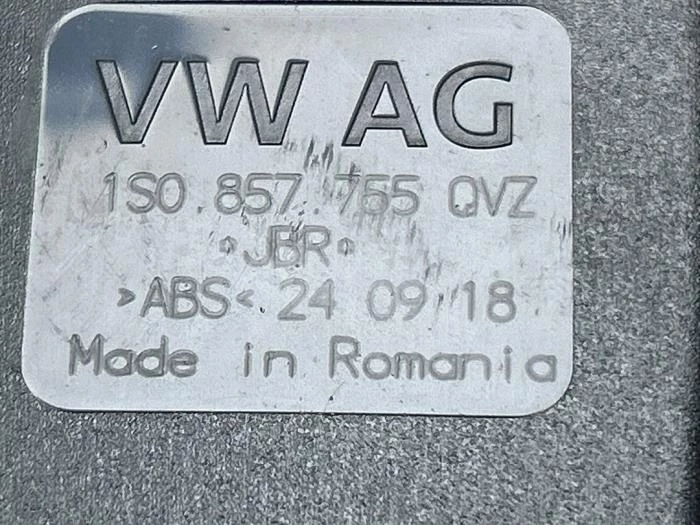 VW AG
1S0.857.755 QVZ
◦JBR◦
>ABS< 24 09 18
Made in Romania